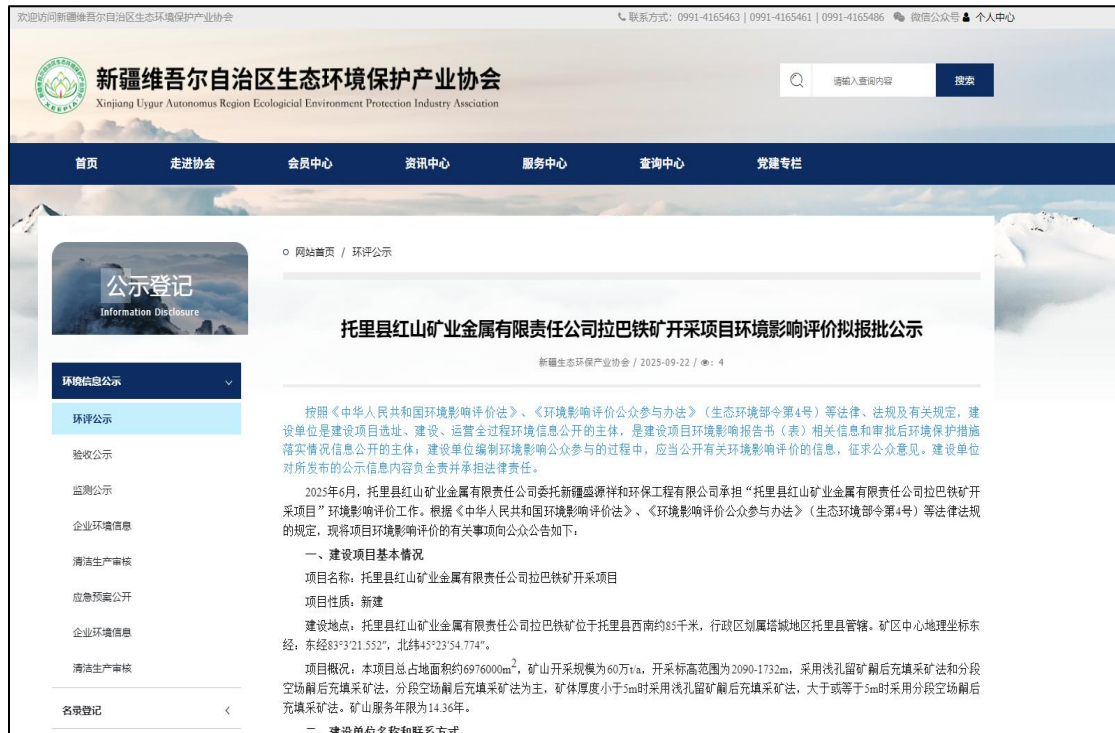 欢迎访问新疆维吾尔自治区生态环境保护产业协会
联系方式：0991-4165463 | 0991-4165461 | 0991-4165486 微信公众号 个人中心
新疆维吾尔自治区生态环境保护产业协会
Xinjiang Uygur Autonomus Region Ecologicial Environment Protection Industry Assciation
XEEPIA
请输入查询内容
搜索
首页 走进协会 会员中心 资讯中心 服务中心 查询中心 党建专栏
公示登记
Information Disclosure
环境信息公示
环评公示
验收公示
监测公示
企业环境信息
清洁生产审核
应急预案公开
企业环境信息
清洁生产审核
名录登记
网站首页 / 环评公示
托里县红山矿业金属有限责任公司拉巴铁矿开采项目环境影响评价拟报批公示
新疆生态环保产业协会 / 2025-09-22 / : 4
按照《中华人民共和国环境影响评价法》、《环境影响评价公众参与办法》（生态环境部令第4号）等法律、法规及有关规定，建
设单位是建设项目选址、建设、运营全过程环境信息公开的主体，是建设项目环境影响报告书（表）相关信息和审批后环境保护措施
落实情况信息公开的主体；建设单位编制环境影响公众参与的过程中，应当公开有关环境影响评价的信息，征求公众意见。建设单位
对所发布的公示信息内容负全责并承担法律责任。
2025年6月，托里县红山矿业金属有限责任公司委托新疆盛源祥和环保工程有限公司承担“托里县红山矿业金属有限责任公司拉巴铁矿开
采项目”环境影响评价工作。根据《中华人民共和国环境影响评价法》、《环境影响评价公众参与办法》（生态环境部令第4号）等法律法规
的规定，现将项目环境影响评价的有关事项向公众公告如下：
一、建设项目基本情况
项目名称：托里县红山矿业金属有限责任公司拉巴铁矿开采项目
项目性质：新建
建设地点：托里县红山矿业金属有限责任公司拉巴铁矿位于托里县西南约85千米，行政区划属塔城地区托里县管辖。矿区中心地理坐标东
经：东经83°3′21.552″，北纬45°23′54.774″。
项目概况：本项目总占地面积约6976000m²，矿山开采规模为60万t/a，开采标高范围为2090-1732m，采用浅孔留矿嗣后充填采矿法和分段
空场嗣后充填采矿法，分段空场嗣后充填采矿法为主，矿体厚度小于5m时采用浅孔留矿嗣后充填采矿法，大于或等于5m时采用分段空场嗣后
充填采矿法。矿山服务年限为14.36年。
二、建设单位名称和联系方式